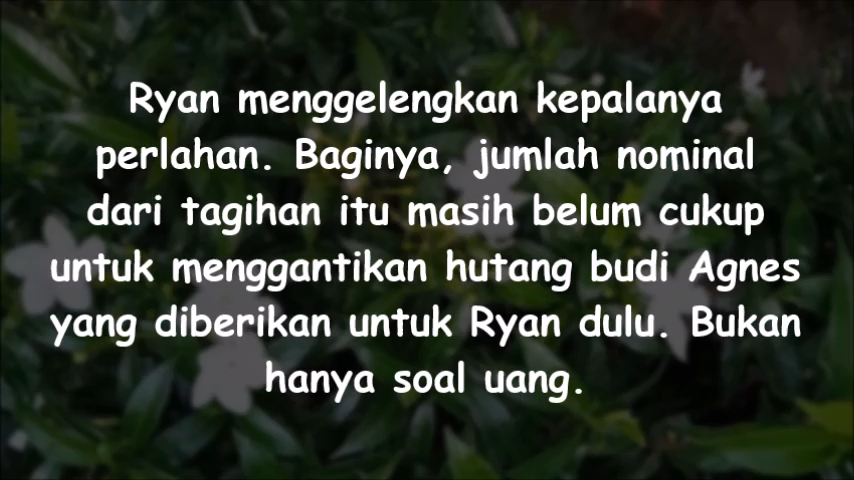 Ryan menggelengkan kepalanya
perlahan. Baginya, jumlah nominal
dari tagihan itu masih belum cukup
untuk menggantikan hutang budi Agnes
yang diberikan untuk Ryan dulu. Bukan
hanya soal uang.